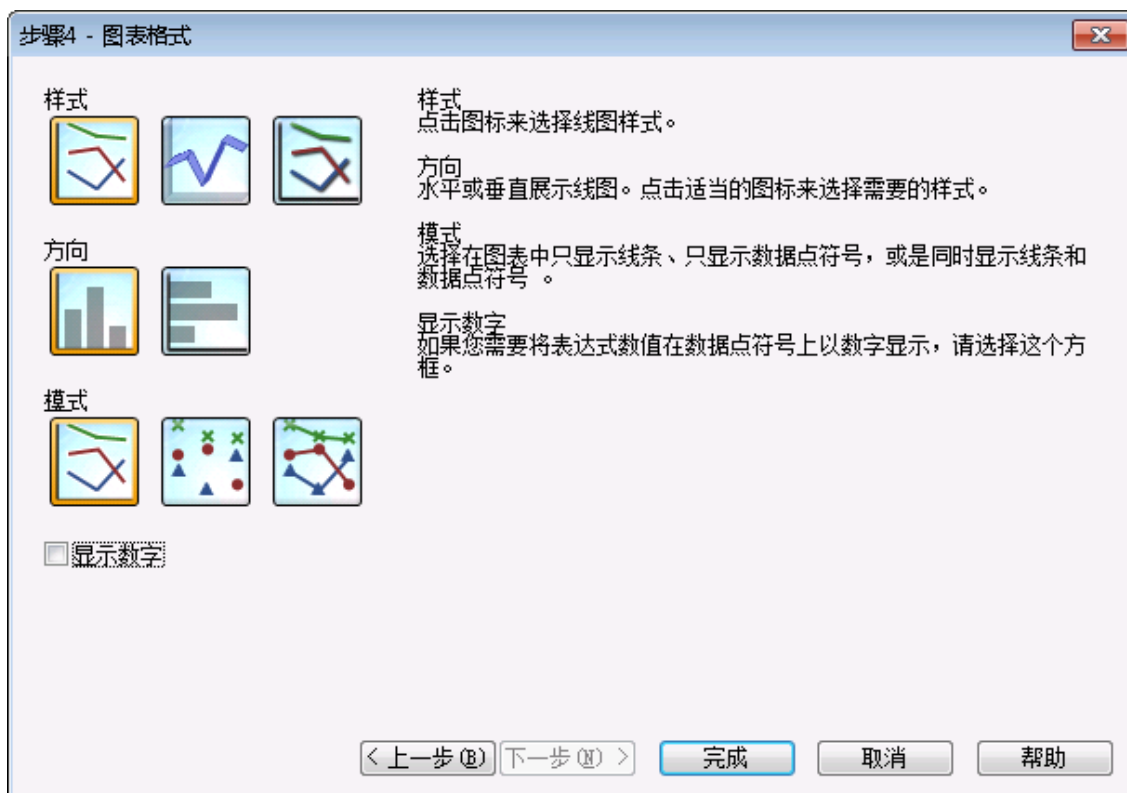 步骤4 - 图表格式
样式
方向
模式
显示数字
样式
点击图标来选择线图样式。
方向
水平或垂直展示线图。点击适当的图标来选择需要的样式。
模式
选择在图表中只显示线条、只显示数据点符号，或是同时显示线条和
数据点符号 。
显示数字
如果您需要将表达式数值在数据点符号上以数字显示，请选择这个方
框。
< 上一步(B)
下一步(N) >
完成
取消
帮助